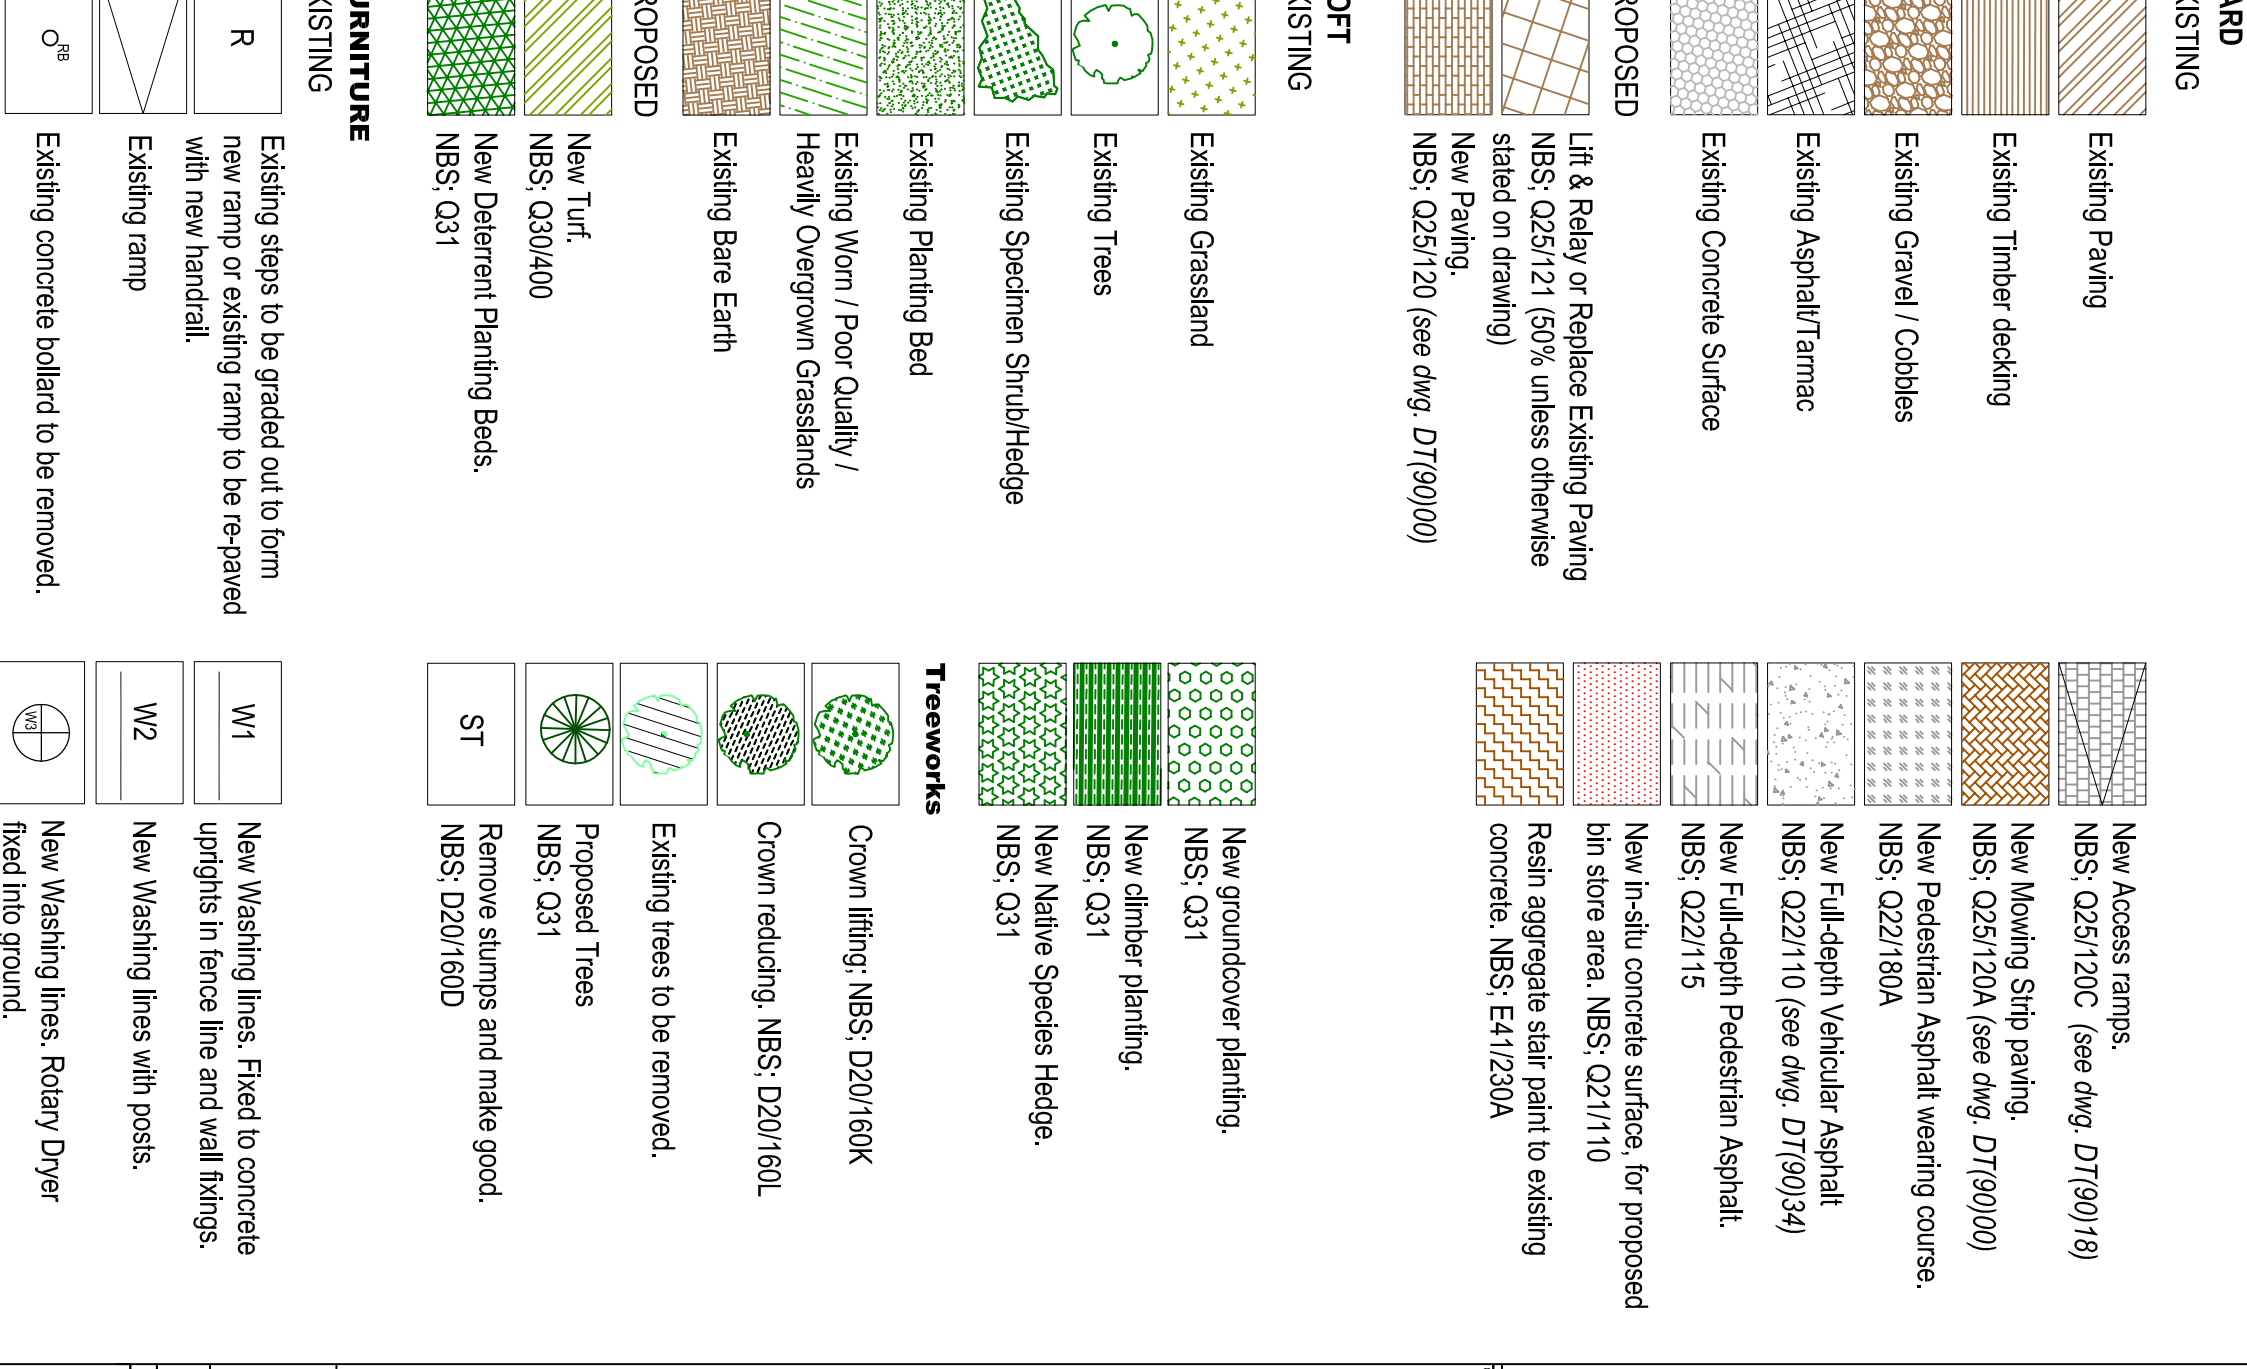 ARD
XISTING
Existing Paving
Existing Timber decking
Existing Gravel / Cobbles
Existing Asphalt/Tarmac
Existing Concrete Surface
ROPOSED
Lift & Relay or Replace Existing Paving
NBS; Q25/121 (50% unless otherwise
stated on drawing)
New Paving.
NBS; Q25/120 (see dwg. DT(90)00)
New Access ramps.
NBS; Q25/120C (see dwg. DT(90)18)
New Mowing Strip paving.
NBS; Q25/120A (see dwg. DT(90)00)
New Pedestrian Asphalt wearing course.
NBS; Q22/180A
New Full-depth Vehicular Asphalt
NBS; Q22/110 (see dwg. DT(90)34)
New Full-depth Pedestrian Asphalt.
NBS; Q22/115
New in-situ concrete surface, for proposed
bin store area. NBS; Q21/110
Resin aggregate stair paint to existing
concrete. NBS; E41/230A
OFT
XISTING
Existing Grassland
Existing Trees
Existing Specimen Shrub/Hedge
Existing Planting Bed
Existing Worn / Poor Quality /
Heavily Overgrown Grasslands
Existing Bare Earth
ROPOSED
New Turf.
NBS; Q30/400
New Deterrent Planting Beds.
NBS; Q31
New groundcover planting.
NBS; Q31
New climber planting.
NBS; Q31
New Native Species Hedge.
NBS; Q31
Treeworks
Crown lifting; NBS; D20/160K
Crown reducing. NBS; D20/160L
Existing trees to be removed.
Proposed Trees
NBS; Q31
ST
Remove stumps and make good.
NBS; D20/160D
URNITURE
XISTING
R
Existing steps to be graded out to form
new ramp or existing ramp to be re-paved
with new handrail.
Existing ramp
RB
Existing concrete bollard to be removed.
W1
New Washing lines. Fixed to concrete
uprights in fence line and wall fixings.
W2
New Washing lines with posts.
W3
New Washing lines. Rotary Dryer
fixed into ground.